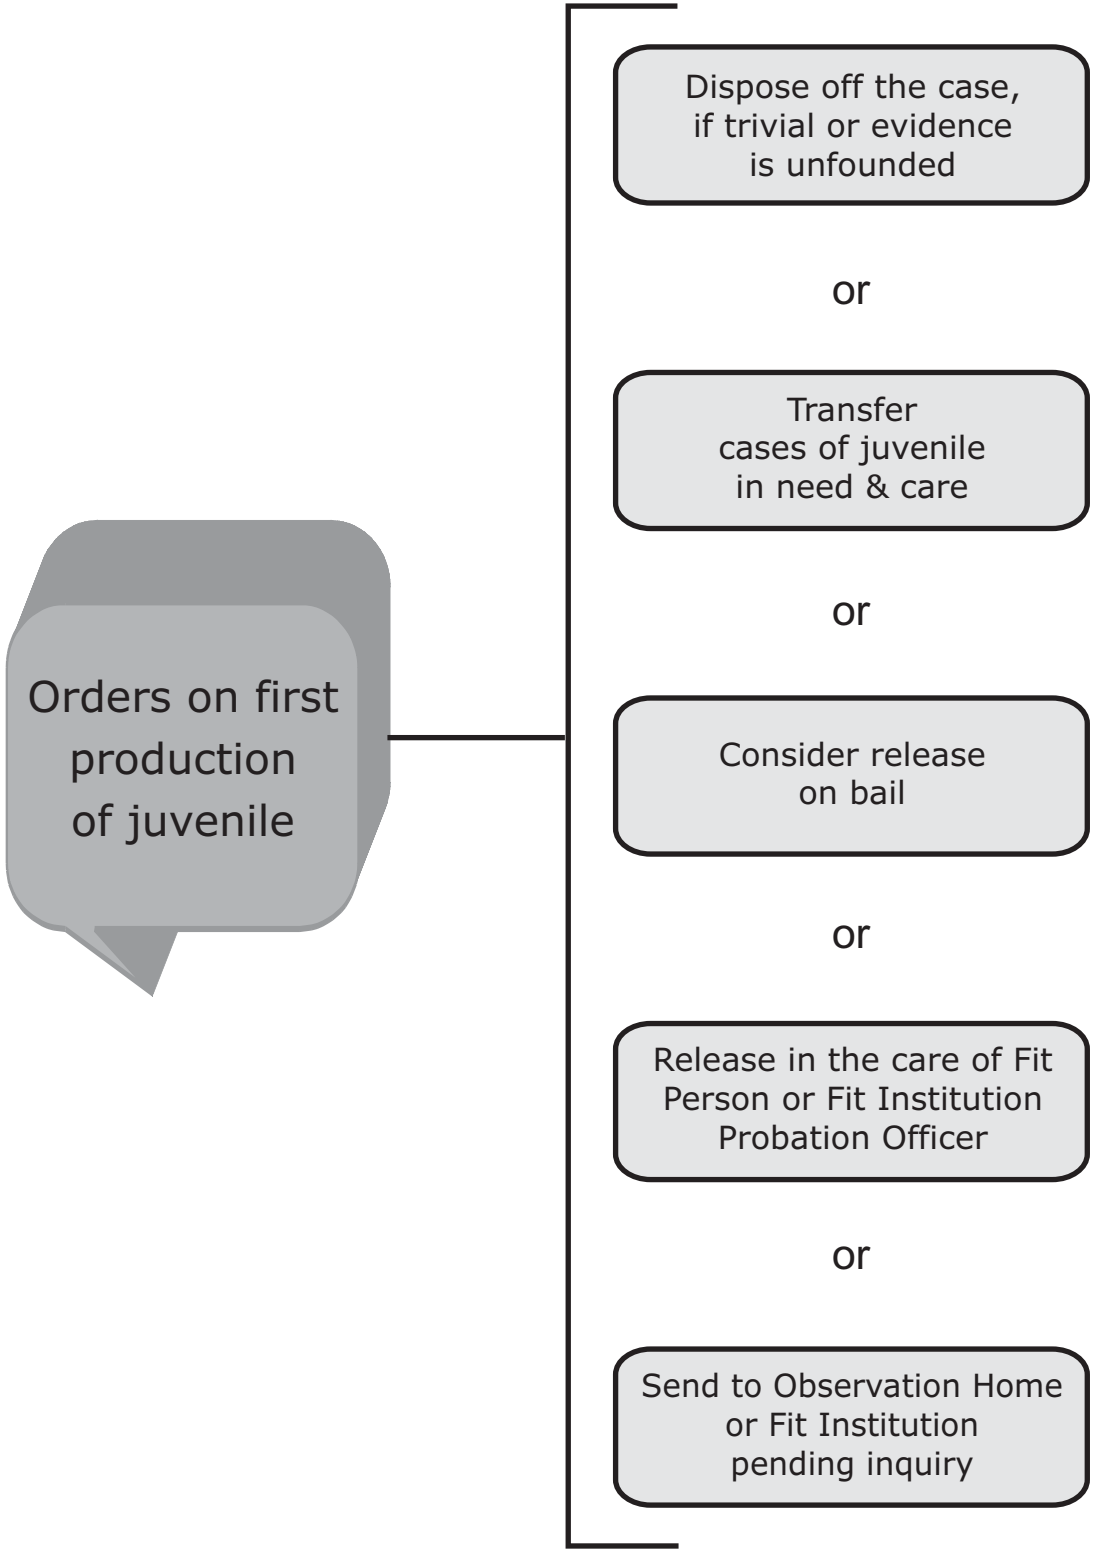 Orders on first
production
of juvenile
Dispose off the case,
if trivial or evidence
is unfounded
or
Transfer
cases of juvenile
in need & care
or
Consider release
on bail
or
Release in the care of Fit
Person or Fit Institution
Probation Officer
or
Send to Observation Home
or Fit Institution
pending inquiry